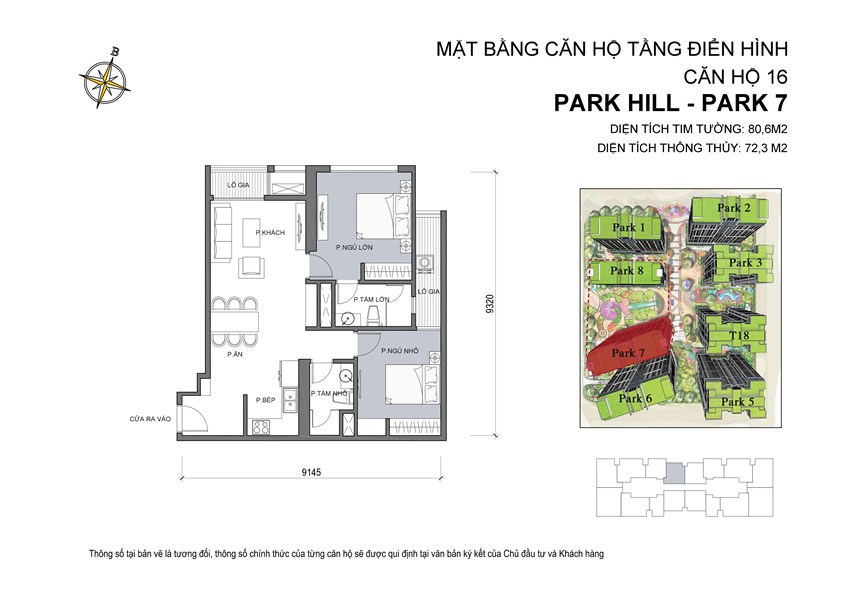 B
MẶT BẰNG CĂN HỘ TẦNG ĐIỂN HÌNH
CĂN HỘ 16
PARK HILL - PARK 7
DIỆN TÍCH TIM TƯỜNG: 80,6M2
DIỆN TÍCH THÔNG THỦY: 72,3 M2
LÔ GIA
P.KHÁCH
P.NGỦ LỚN
P.TẮM LỚN
LÔ GIA
P.ĂN
P.NGỦ NHỎ
P.BẾP
P.TẮM NHỎ
CỬA RA VÀO
9320
9145
Park 2
Park 1
Park 3
Park 8
T18
Park 7
Park 6
Park 5
Thông số tại bản vẽ là tương đối, thông số chính thức của từng căn hộ sẽ được qui định tại văn bản ký kết của Chủ đầu tư và Khách hàng